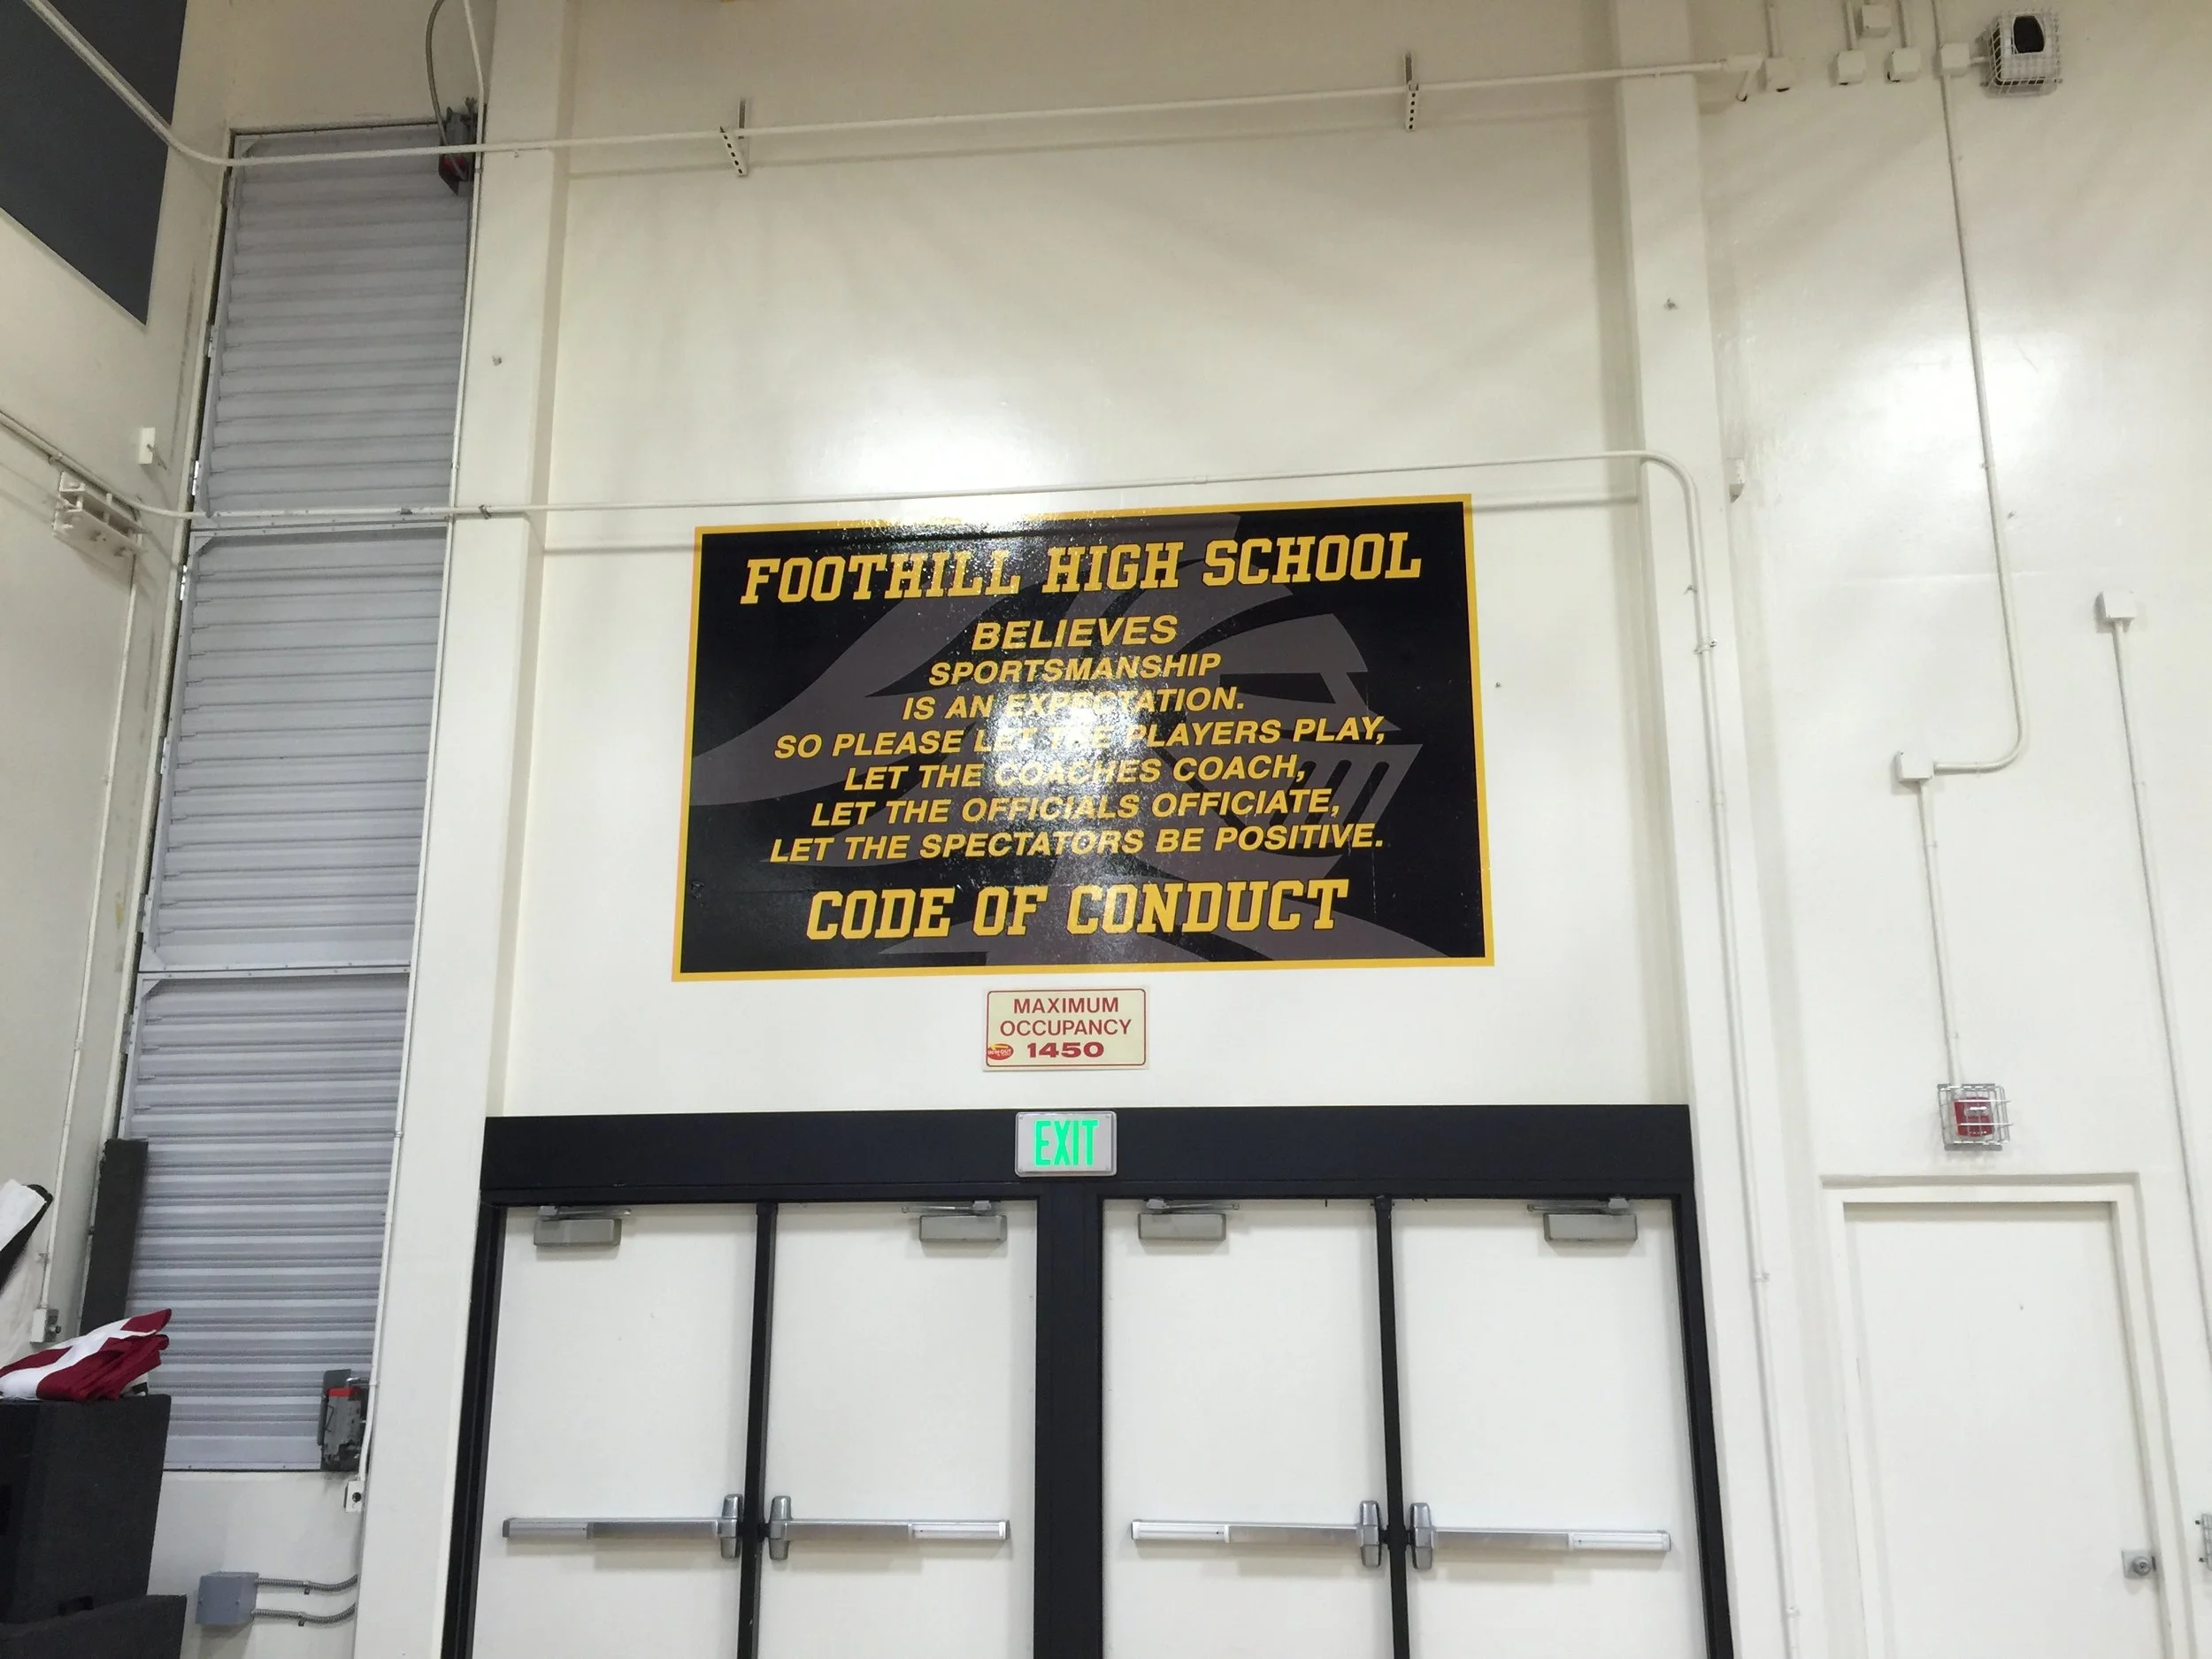 FOOTHILL HIGH SCHOOL
BELIEVES
SPORTSMANSHIP
IS AN EXPECTATION.
SO PLEASE LET THE PLAYERS PLAY,
LET THE COACHES COACH,
LET THE OFFICIALS OFFICIATE,
LET THE SPECTATORS BE POSITIVE.
CODE OF CONDUCT
MAXIMUM
OCCUPANCY
1450
EXIT